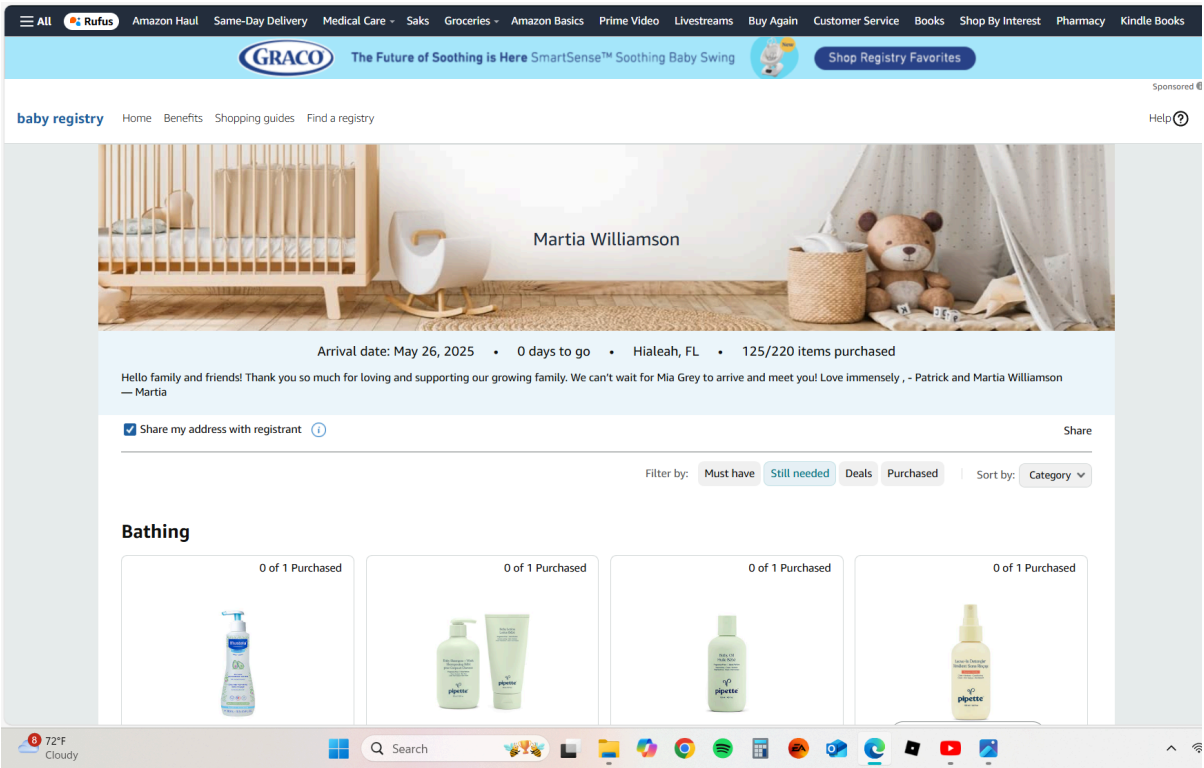 All Rufus Amazon Haul Same-Day Delivery Medical Care Saks Groceries Amazon Basics Prime Video Livestreams Buy Again Customer Service Books Shop By Interest Pharmacy Kindle Books
GRACO The Future of Soothing is Here SmartSense™ Soothing Baby Swing New Shop Registry Favorites
Sponsored
baby registry Home Benefits Shopping guides Find a registry Help
Martia Williamson
Arrival date: May 26, 2025 • 0 days to go • Hialeah, FL • 125/220 items purchased
Hello family and friends! Thank you so much for loving and supporting our growing family. We can't wait for Mia Grey to arrive and meet you! Love immensely , - Patrick and Martia Williamson
— Martia
Share my address with registrant Share
Filter by: Must have Still needed Deals Purchased Sort by: Category
Bathing
0 of 1 Purchased 0 of 1 Purchased 0 of 1 Purchased 0 of 1 Purchased
pipette pipette pipette
8 72°F
Cloudy
Search